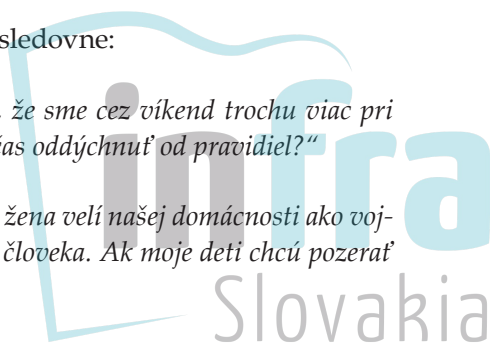 sledovne:
že sme cez víkend trochu viac pri
čas oddýchnuť od pravidiel?“
žena velí našej domácnosti ako voj-
človeka. Ak moje deti chcú pozerať
infra
Slovakia